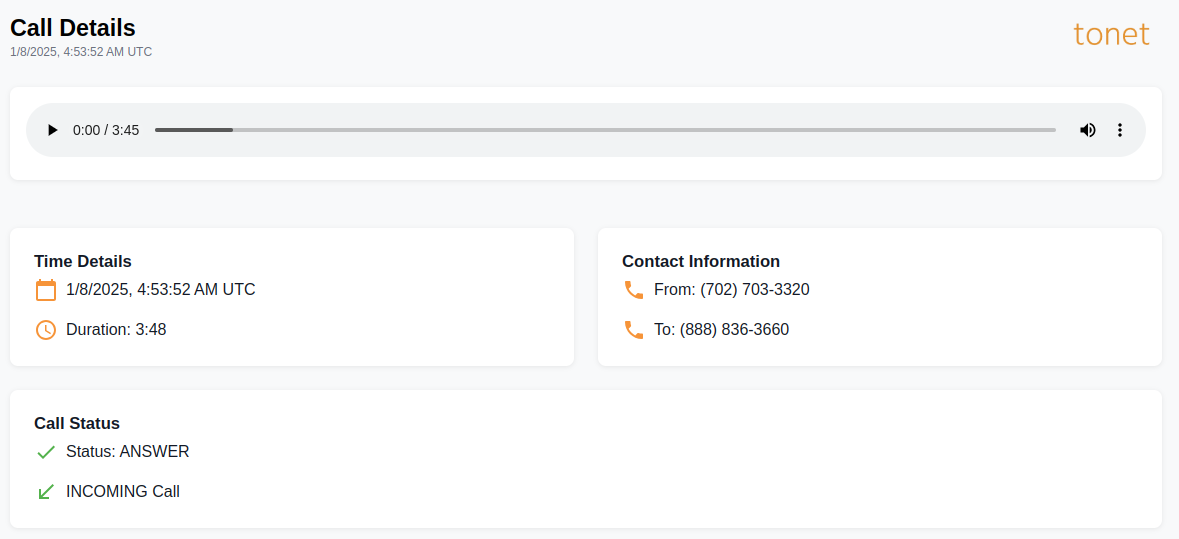 Call Details
1/8/2025, 4:53:52 AM UTC
tonet
0:00 / 3:45
Time Details
1/8/2025, 4:53:52 AM UTC
Duration: 3:48
Contact Information
From: (702) 703-3320
To: (888) 836-3660
Call Status
Status: ANSWER
INCOMING Call